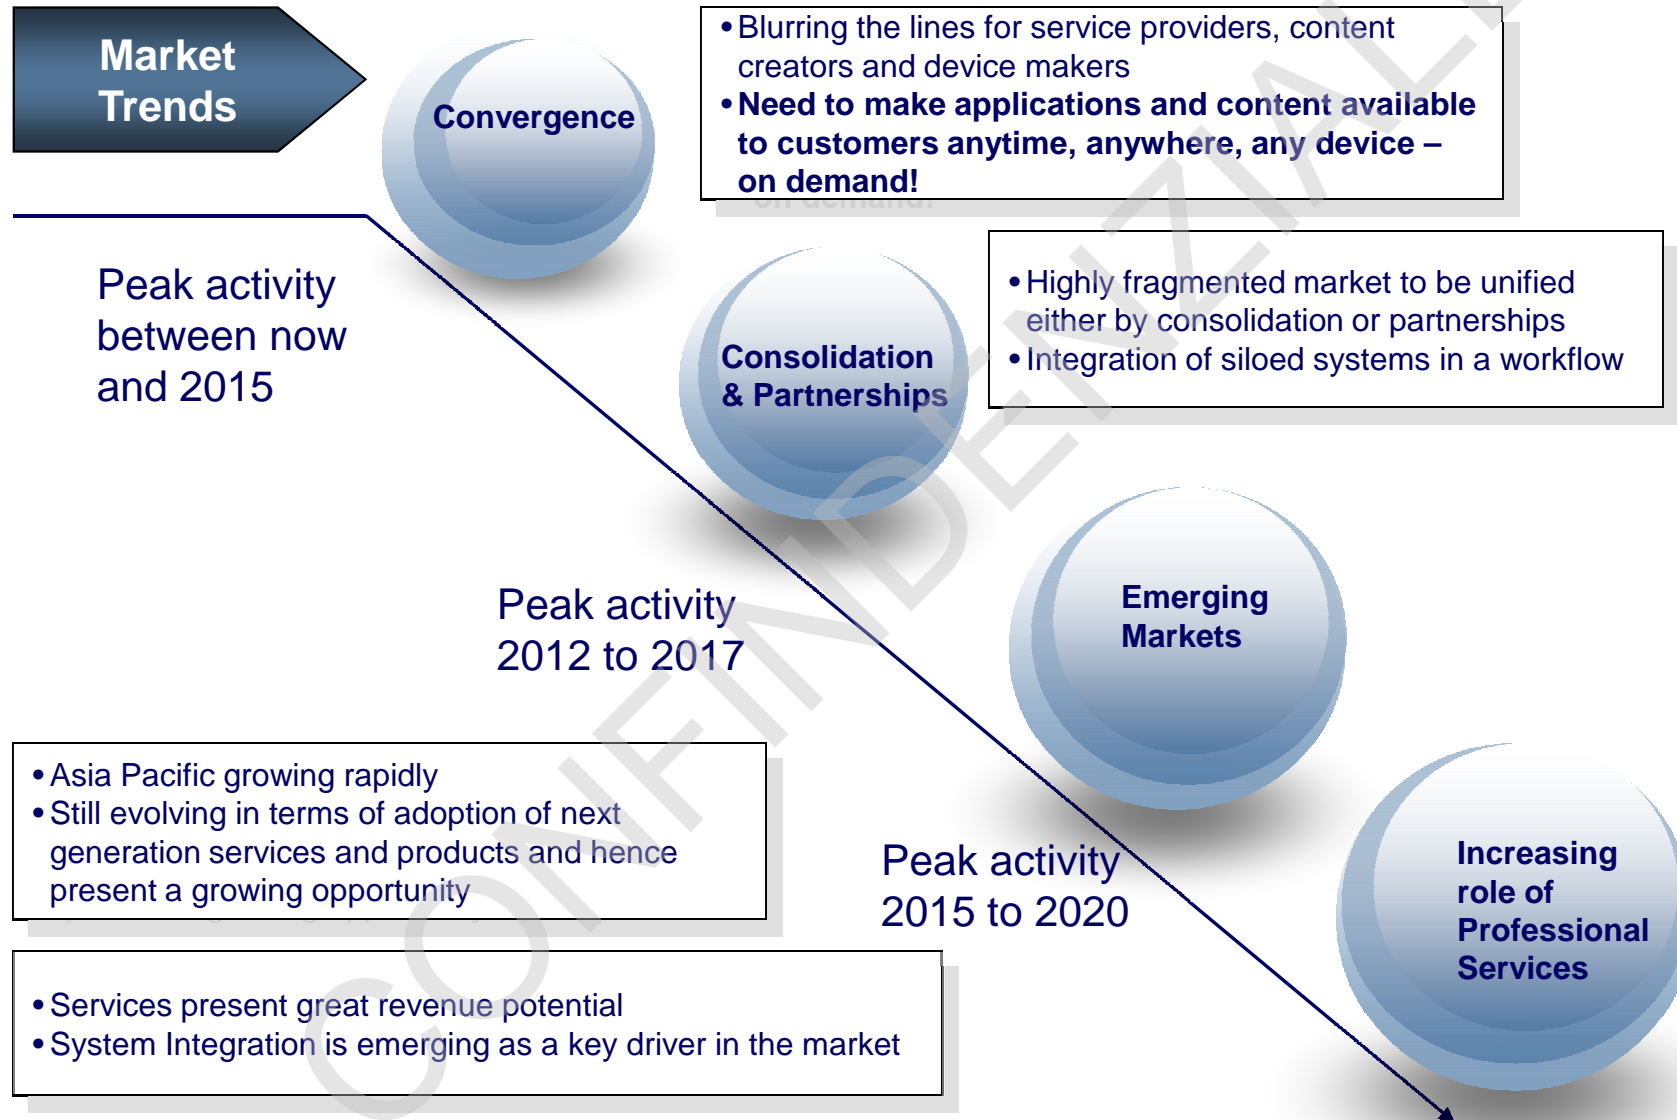 Market
Trends
Convergence
•Blurring the lines for service providers, content
creators and device makers
•Need to make applications and content available
to customers anytime, anywhere, any device –
on demand!
Peak activity
between now
and 2015
Consolidation
& Partnerships
•Highly fragmented market to be unified
either by consolidation or partnerships
•Integration of siloed systems in a workflow
Peak activity
2012 to 2017
Emerging
Markets
•Asia Pacific growing rapidly
•Still evolving in terms of adoption of next
generation services and products and hence
present a growing opportunity
Peak activity
2015 to 2020
Increasing
role of
Professional
Services
•Services present great revenue potential
•System Integration is emerging as a key driver in the market
CONFINDENZIAL